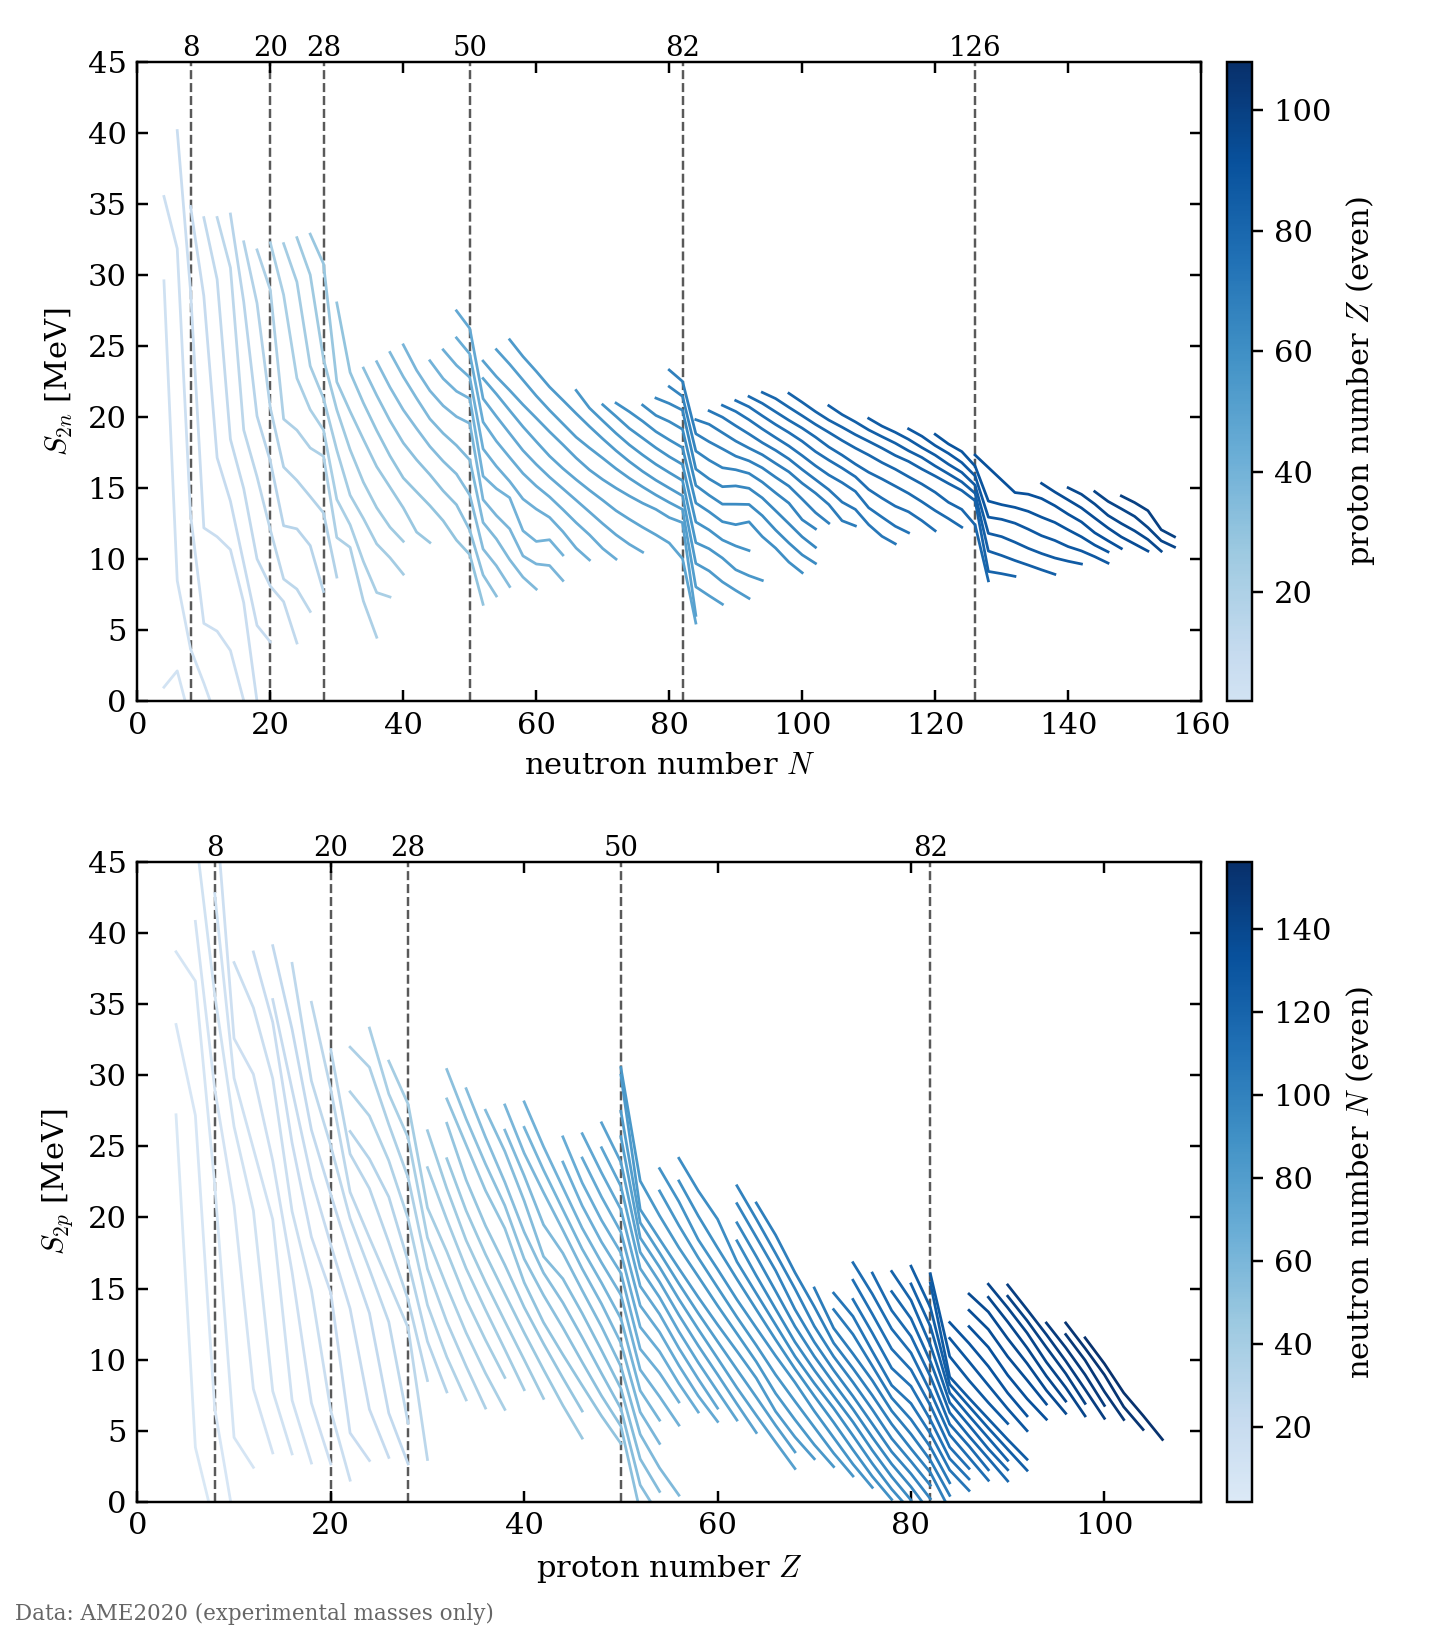 8 20 28 50 82 126
45
40
35
30
25
20
15
10
5
0
S2n [MeV]
0 20 40 60 80 100 120 140 160
neutron number N
100
80
60
40
20
proton number Z (even)
8 20 28 50 82
45
40
35
30
25
20
15
10
5
0
S2p [MeV]
0 20 40 60 80 100
proton number Z
140
120
100
80
60
40
20
neutron number N (even)
Data: AME2020 (experimental masses only)